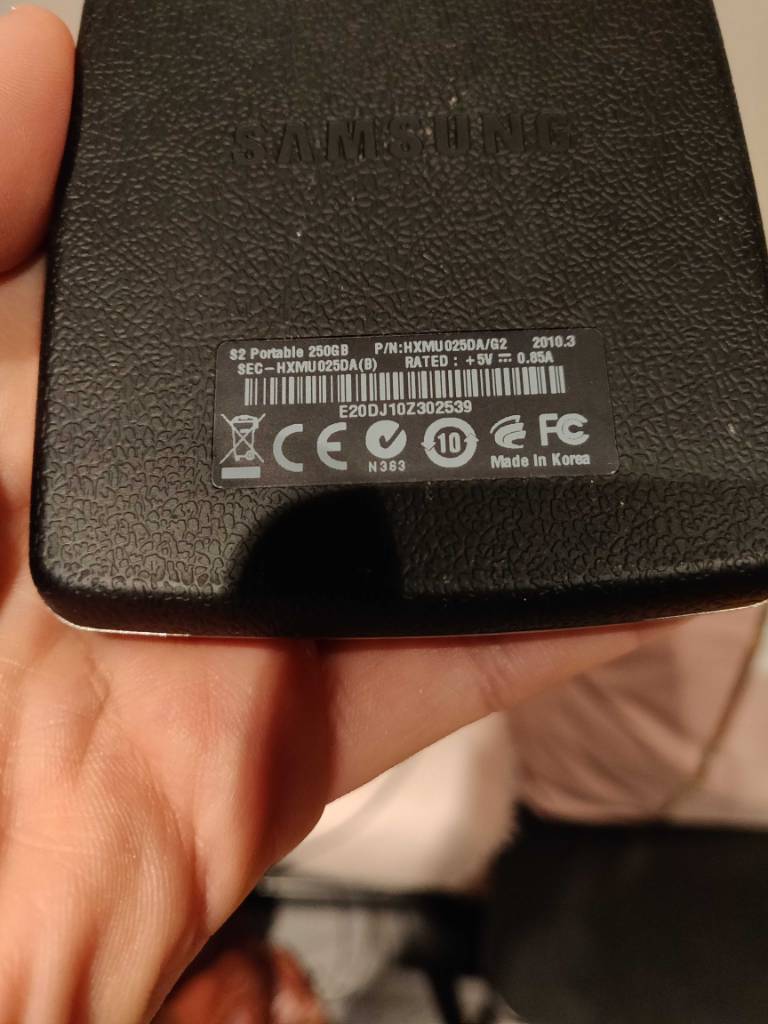 SAMSUNG
S2 Portable 250GB P/N:HXMU025DA/G2 2010.3
SEC-HXMU025DA(B) RATED : +5V ⎓ 0.85A
E20DJ10Z302539
CE 10 FC
N363 Made in Korea